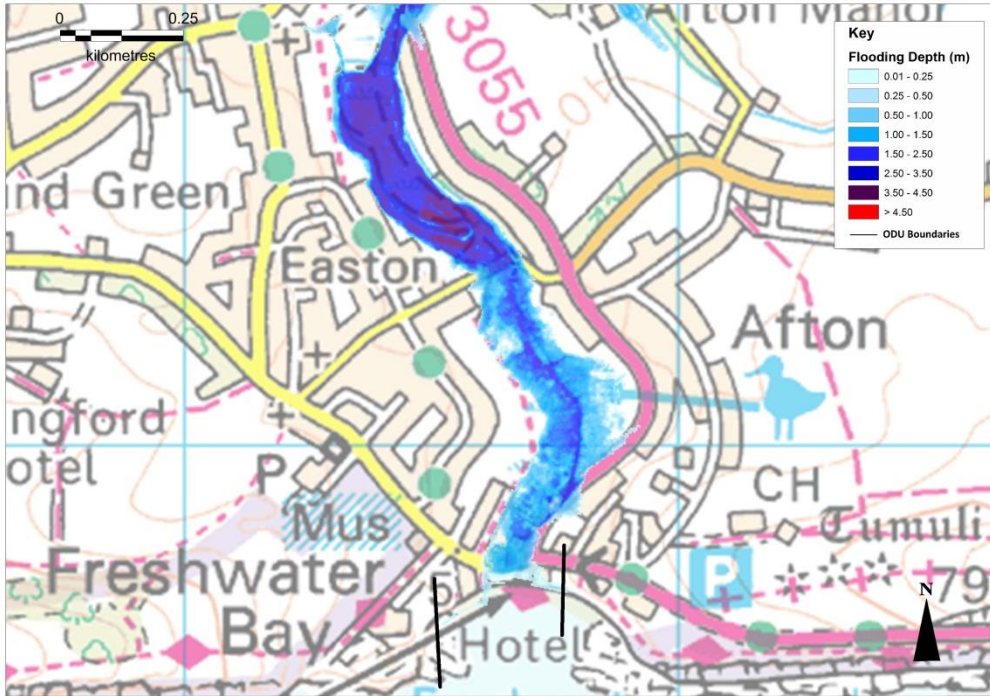 0 0.25
kilometres
Afton Manor
3055
40
Key
Flooding Depth (m)
0.01 - 0.25
0.25 - 0.50
0.50 - 1.00
1.00 - 1.50
1.50 - 2.50
2.50 - 3.50
3.50 - 4.50
> 4.50
ODU Boundaries
nd Green
Easton
Afton
ngford
otel
P
CH
Mus
Tumuli
Freshwater
P
79
N
Bay
Hotel